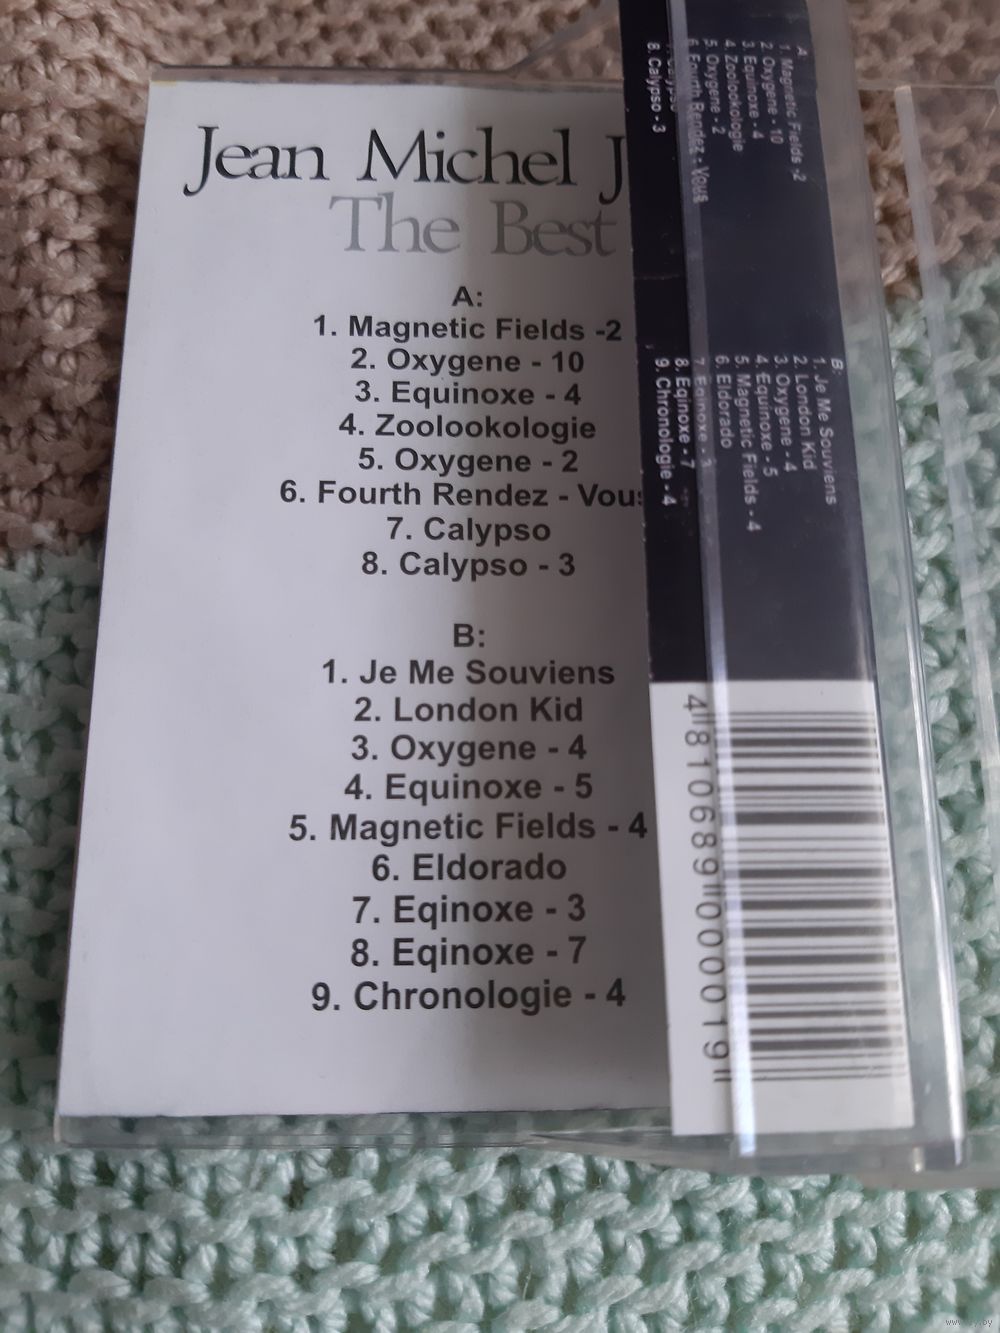 Jean Michel J
The Best
A:
1. Magnetic Fields -2
2. Oxygene - 10
3. Equinoxe - 4
4. Zoolookologie
5. Oxygene - 2
6. Fourth Rendez - Vous
7. Calypso
8. Calypso - 3
B:
1. Je Me Souviens
2. London Kid
3. Oxygene - 4
4. Equinoxe - 5
5. Magnetic Fields - 4
6. Eldorado
7. Eqinoxe - 3
8. Eqinoxe - 7
9. Chronologie - 4
A:
1. Magnetic Fields -2
2. Oxygene - 10
3. Equinoxe - 4
4. Zoolookologie
5. Oxygene - 2
6. Fourth Rendez - Vous
8. Calypso - 3
B:
1. Je Me Souviens
2. London Kid
3. Oxygene - 4
4. Equinoxe - 5
5. Magnetic Fields - 4
6. Eldorado
7. Eqinoxe - 3
8. Eqinoxe - 7
9. Chronologie - 4
4 810689 000019